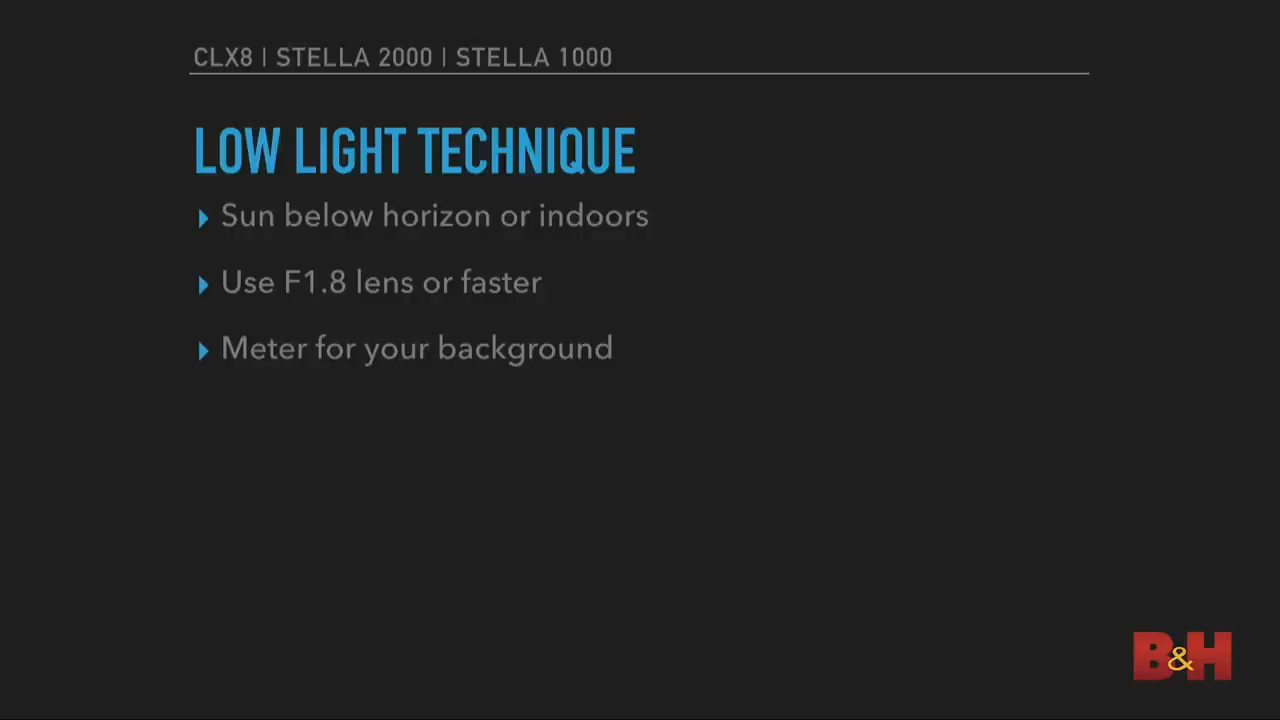 CLX8 | STELLA 2000 | STELLA 1000
LOW LIGHT TECHNIQUE
Sun below horizon or indoors
Use F1.8 lens or faster
Meter for your background
B&H